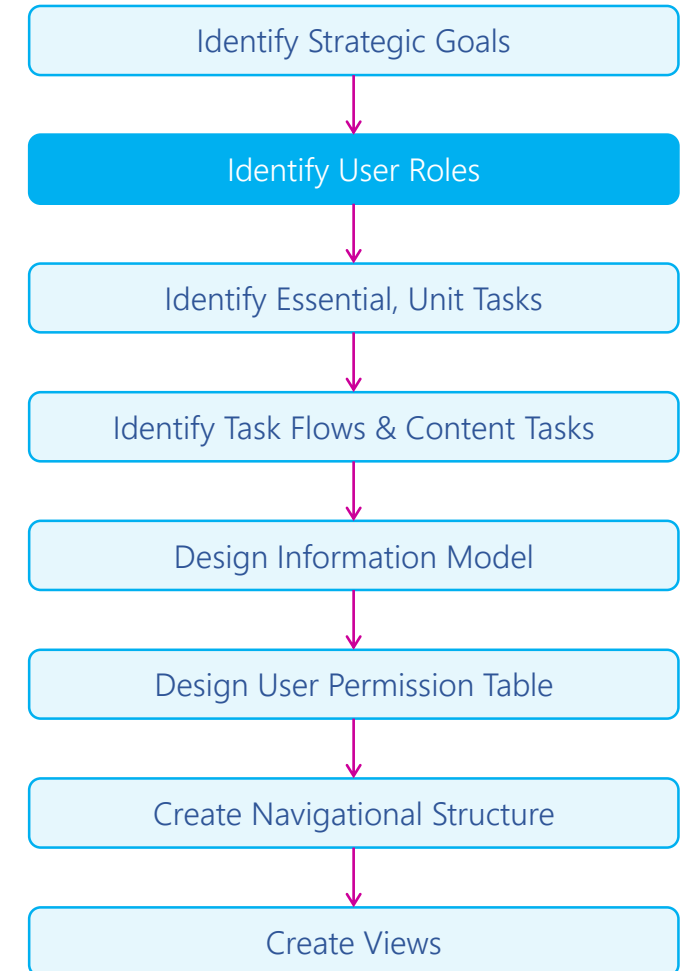 Identify Strategic Goals
Identify User Roles
Identify Essential, Unit Tasks
Identify Task Flows & Content Tasks
Design Information Model
Design User Permission Table
Create Navigational Structure
Create Views